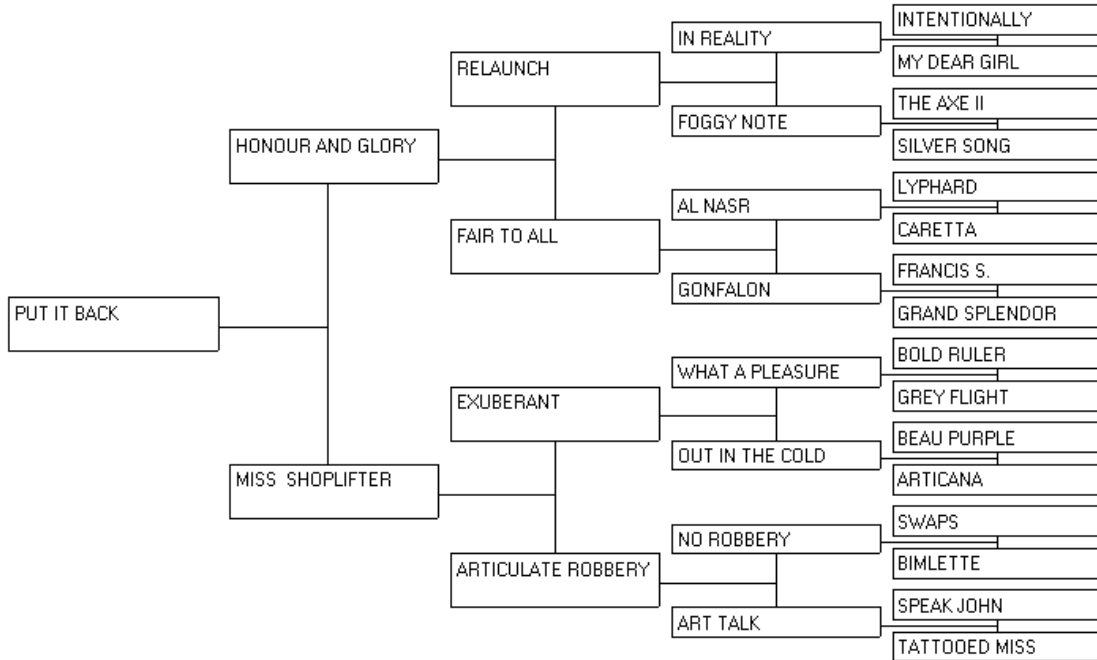 INTENTIONALLY
IN REALITY
MY DEAR GIRL
RELAUNCH
THE AXE II
FOGGY NOTE
SILVER SONG
HONOUR AND GLORY
LYPHARD
AL NASR
CARETTA
FAIR TO ALL
FRANCIS S.
GONFALON
GRAND SPLENDOR
PUT IT BACK
BOLD RULER
WHAT A PLEASURE
GREY FLIGHT
EXUBERANT
BEAU PURPLE
OUT IN THE COLD
ARTICANA
MISS SHOPLIFTER
SWAPS
NO ROBBERY
BIMLETTE
ARTICULATE ROBBERY
SPEAK JOHN
ART TALK
TATTOOED MISS